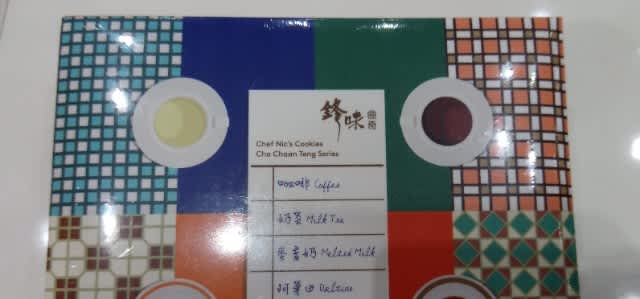 鋒味
曲奇
Chef Nic's Cookies
Cha Chaan Teng Series
咖啡 Coffee
奶茶 Milk Tea
麥膏奶 Malted Milk
阿華田 Ovaltine